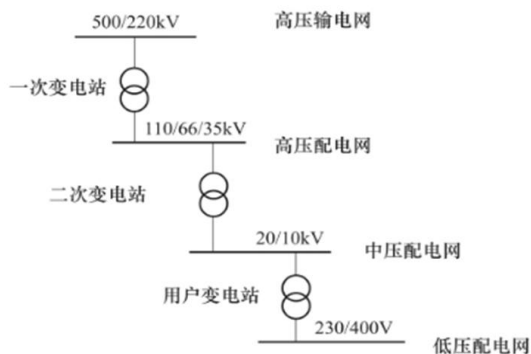 500/220kV 高压输电网
一次变电站
110/66/35kV 高压配电网
二次变电站
20/10kV 中压配电网
用户变电站
230/400V 低压配电网